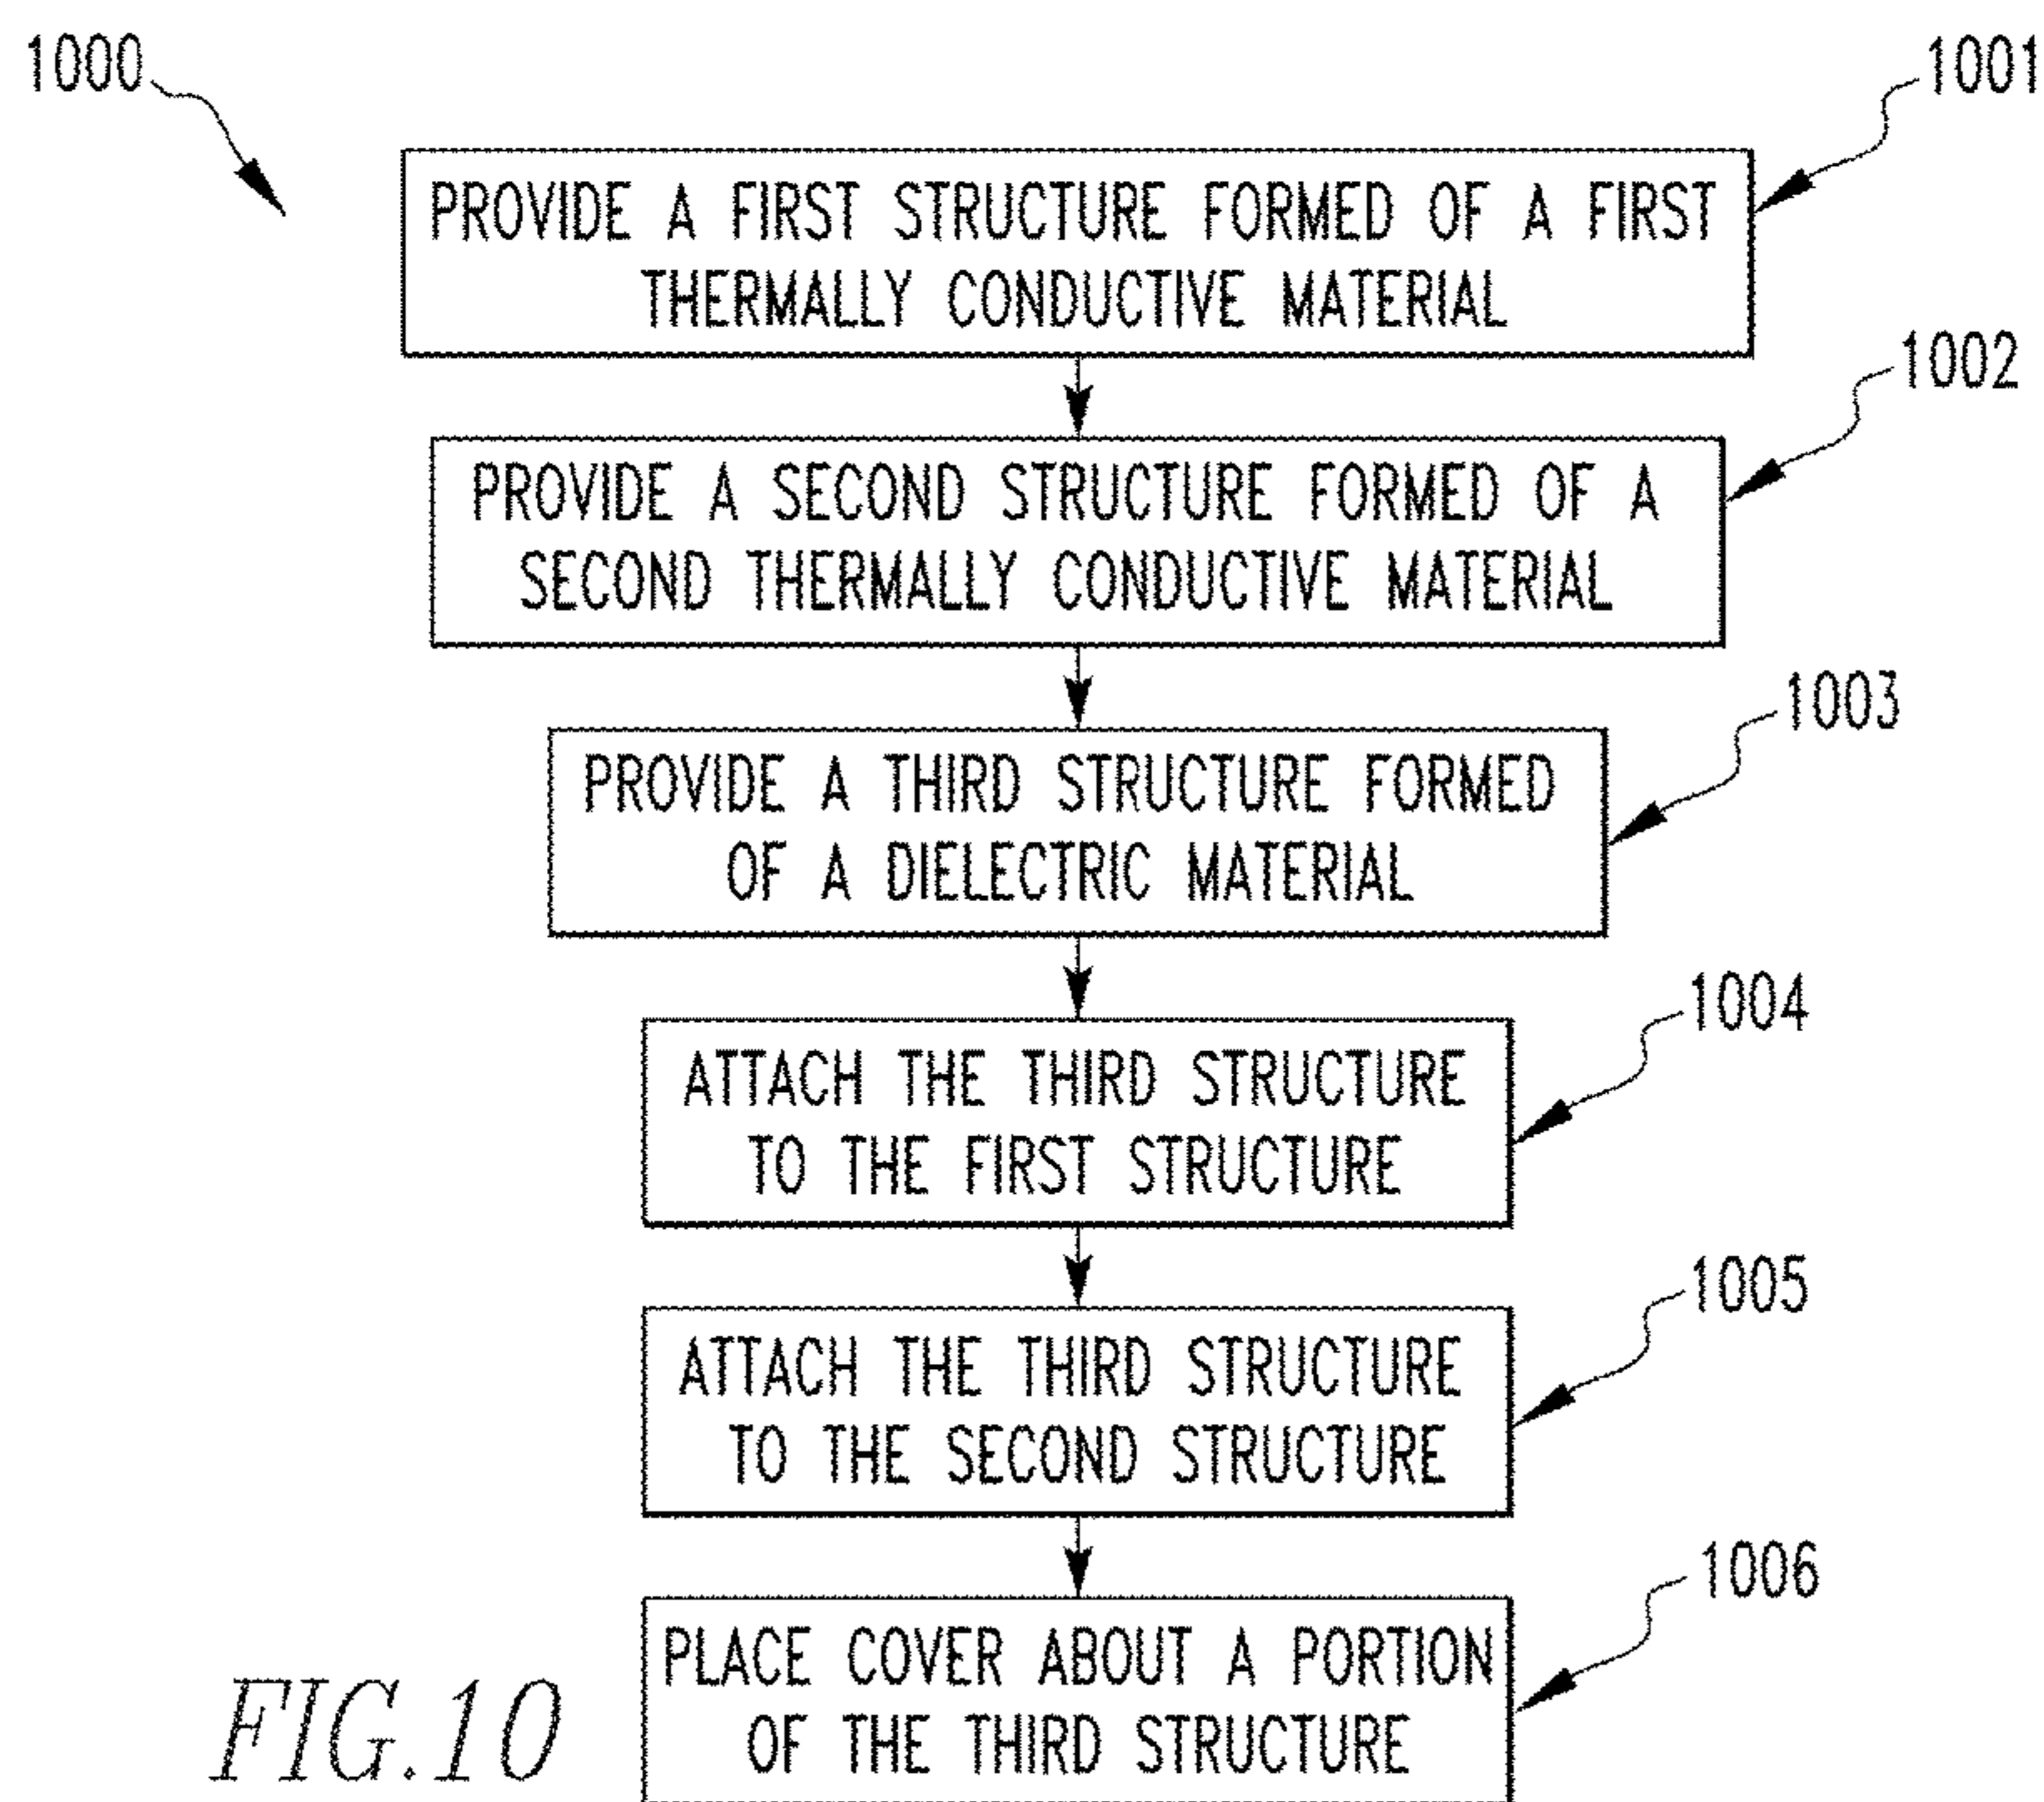 1000
1001
PROVIDE A FIRST STRUCTURE FORMED OF A FIRST
THERMALLY CONDUCTIVE MATERIAL
1002
PROVIDE A SECOND STRUCTURE FORMED OF A
SECOND THERMALLY CONDUCTIVE MATERIAL
1003
PROVIDE A THIRD STRUCTURE FORMED
OF A DIELECTRIC MATERIAL
1004
ATTACH THE THIRD STRUCTURE
TO THE FIRST STRUCTURE
1005
ATTACH THE THIRD STRUCTURE
TO THE SECOND STRUCTURE
1006
PLACE COVER ABOUT A PORTION
OF THE THIRD STRUCTURE
FIG.10